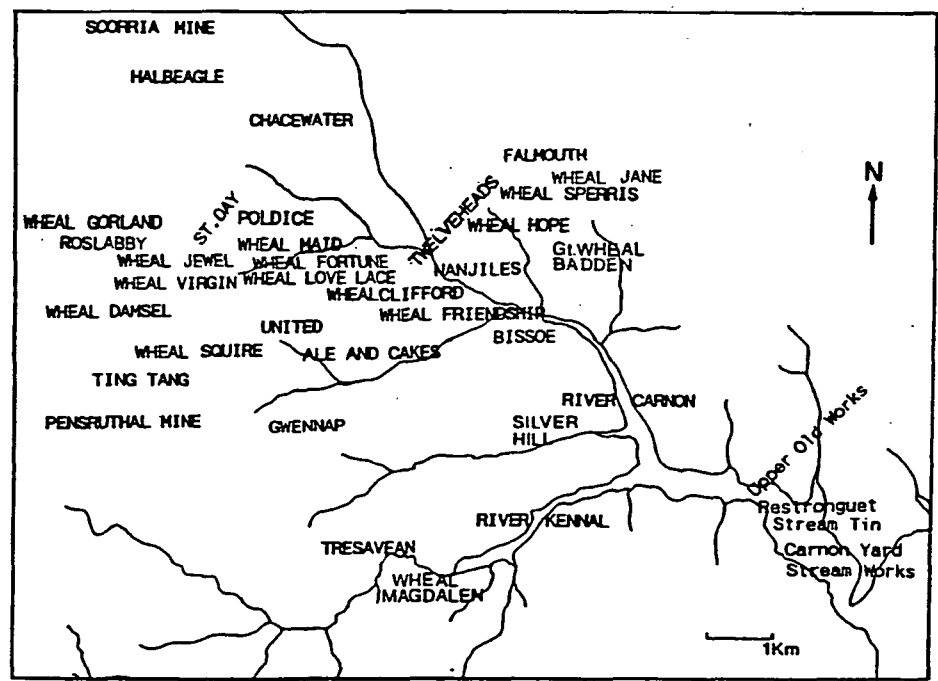 SCORRIA MINE
HALBEAGLE
CHACEWATER
FALMOUTH
WHEAL JANE
WHEAL SPERRIS
N
TWELVEHEADS
ST.DAY
POLDICE
WHEAL HOPE
WHEAL GORLAND
ROSLABBY
WHEAL MAID
Gt.WHEAL
BADDEN
WHEAL JEWEL
WHEAL FORTUNE
NANJILES
WHEAL VIRGIN
WHEAL LOVE LACE
WHEALCLIFFORD
WHEAL DAMSEL
WHEAL FRIENDSHIP
UNITED
BISSOE
WHEAL SQUIRE
ALE AND CAKES
TING TANG
RIVER CARNON
PENSRUTHAL MINE
GWENNAP
SILVER
HILL
Upper Old Works
Restronguet
Stream Tin
RIVER KENNAL
TRESAVEAN
Carnon Yard
Stream Works
WHEAL
MAGDALEN
1Km